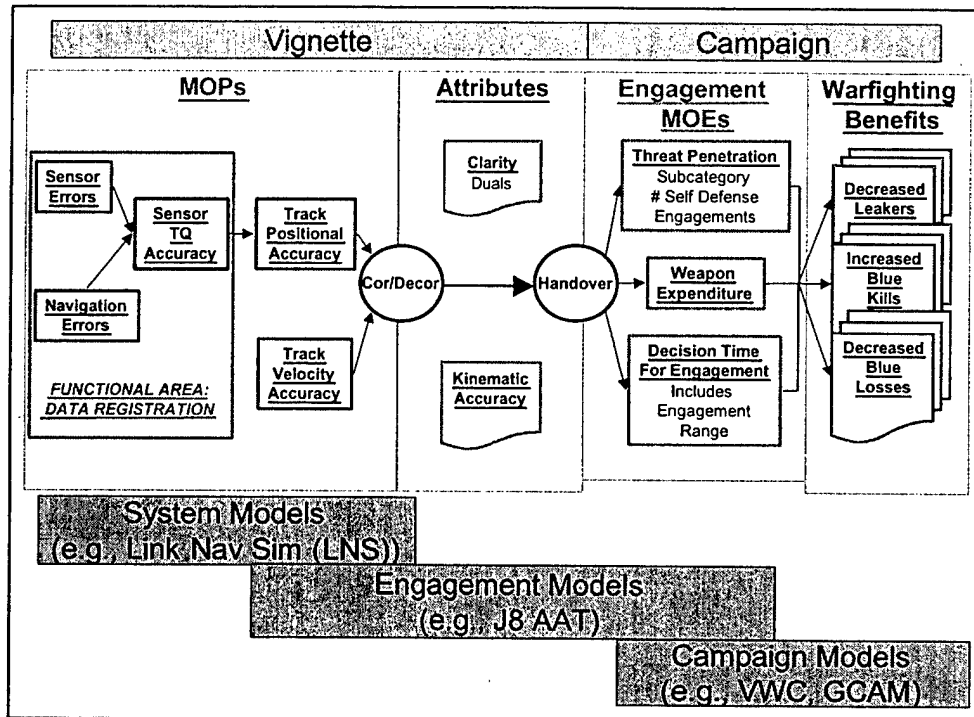 Vignette
Campaign
MOPs
Attributes
Engagement
MOEs
Warfighting
Benefits
Sensor
Errors
Navigation
Errors
Sensor
TQ
Accuracy
FUNCTIONAL AREA:
DATA REGISTRATION
Track
Positional
Accuracy
Track
Velocity
Accuracy
Cor/Decor
Clarity
Duals
Kinematic
Accuracy
Handover
Threat Penetration
Subcategory
# Self Defense
Engagements
Weapon
Expenditure
Decision Time
For Engagement
Includes
Engagement
Range
Decreased
Leakers
Increased
Blue
Kills
Decreased
Blue
Losses
System Models
(e.g., Link Nav Sim (LNS))
Engagement Models
(e.g., J8 AAT)
Campaign Models
(e.g., VWC, GCAM)